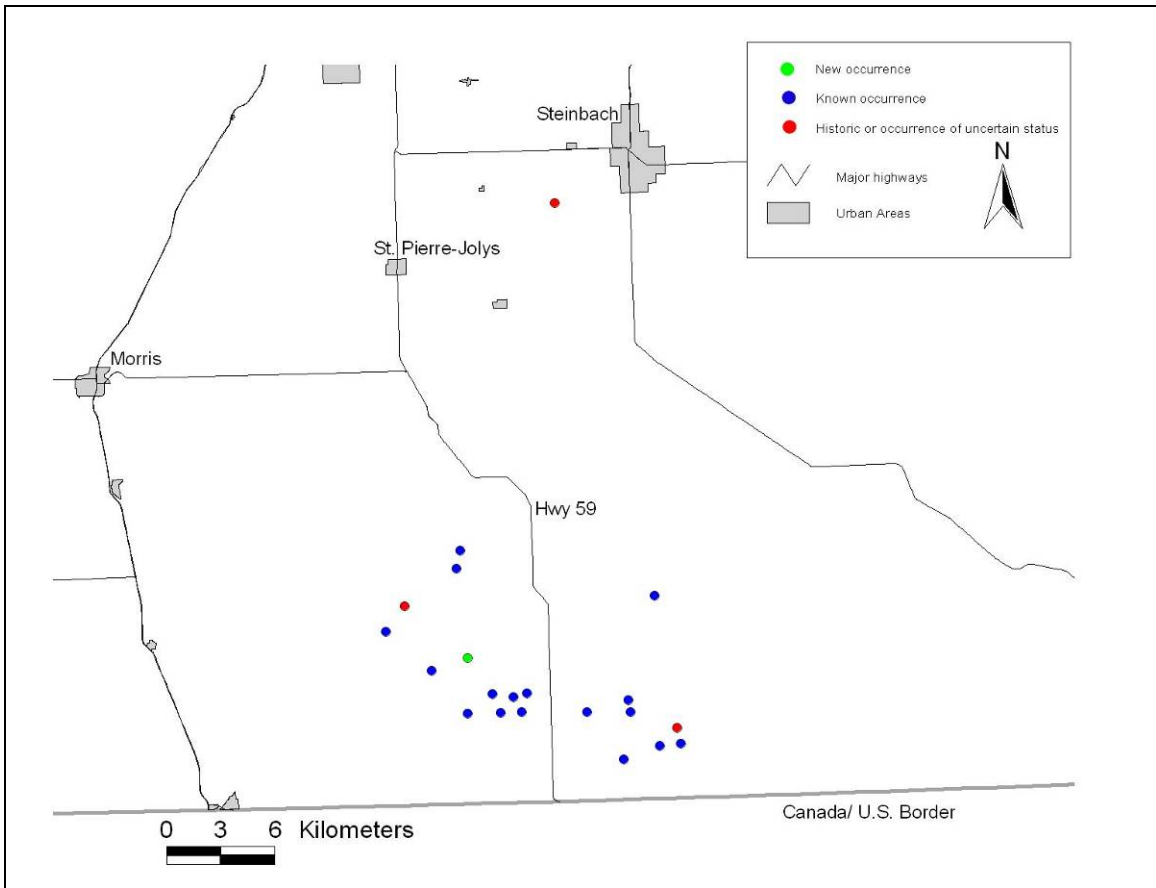 New occurrence
Known occurrence
Historic or occurrence of uncertain status
N
Major highways
Urban Areas
Steinbach
St. Pierre-Jolys
Morris
Hwy 59
Canada/ U.S. Border
0 3 6 Kilometers